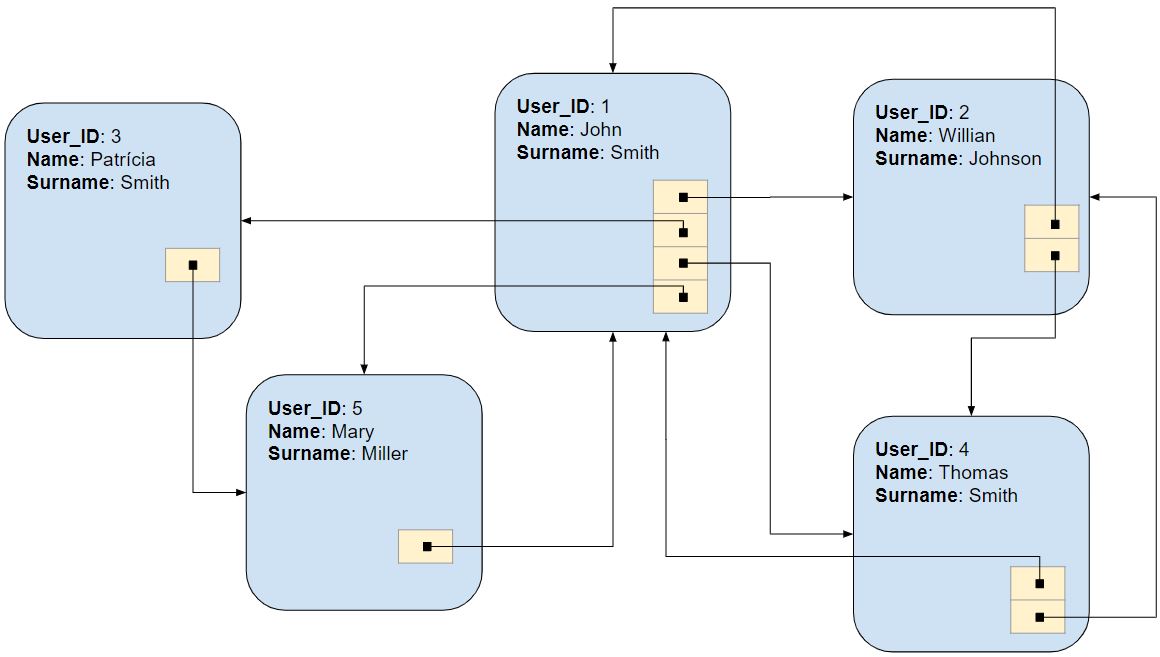 User_ID: 3
Name: Patrícia
Surname: Smith
User_ID: 1
Name: John
Surname: Smith
User_ID: 2
Name: Willian
Surname: Johnson
User_ID: 5
Name: Mary
Surname: Miller
User_ID: 4
Name: Thomas
Surname: Smith